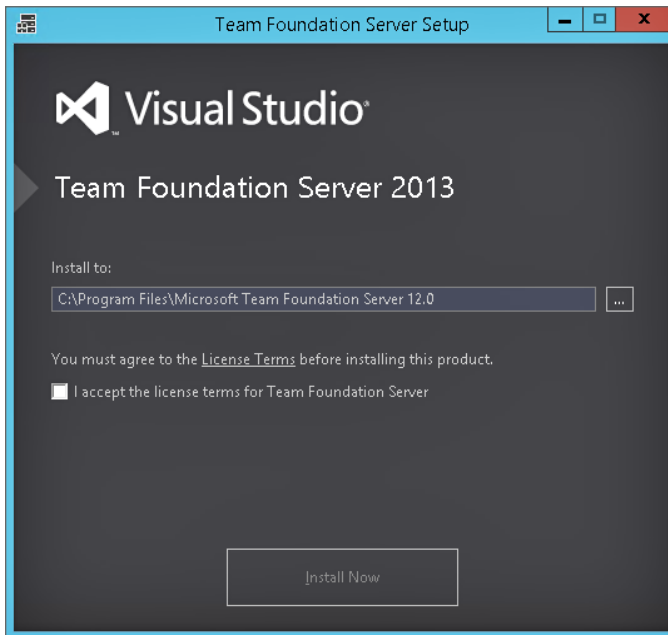 Team Foundation Server Setup
Visual Studio®
™
Team Foundation Server 2013
Install to:
C:\Program Files\Microsoft Team Foundation Server 12.0
...
You must agree to the License Terms before installing this product.
I accept the license terms for Team Foundation Server
Install Now